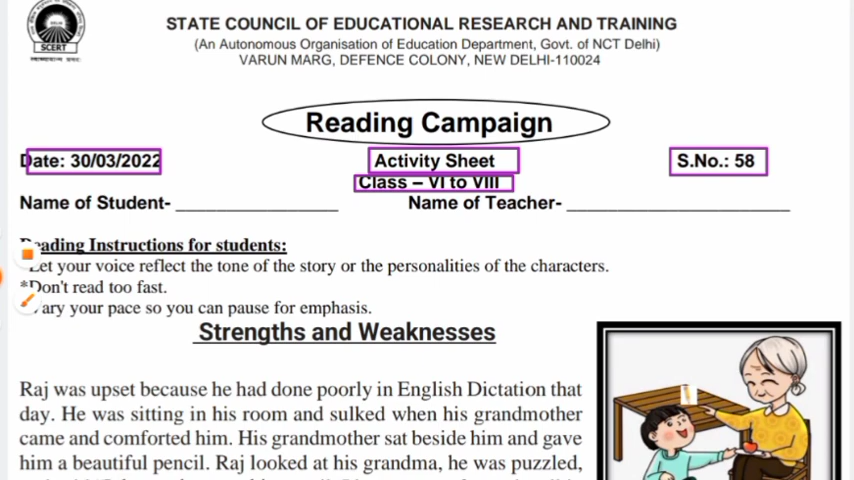 SCERT
STATE COUNCIL OF EDUCATIONAL RESEARCH AND TRAINING
(An Autonomous Organisation of Education Department, Govt. of NCT Delhi)
VARUN MARG, DEFENCE COLONY, NEW DELHI-110024
Reading Campaign
Date: 30/03/2022 Activity Sheet S.No.: 58
Class – VI to VIII
Name of Student- _______________ Name of Teacher- _____________________
Reading Instructions for students:
Let your voice reflect the tone of the story or the personalities of the characters.
*Don't read too fast.
Vary your pace so you can pause for emphasis.
Strengths and Weaknesses
Raj was upset because he had done poorly in English Dictation that
day. He was sitting in his room and sulked when his grandmother
came and comforted him. His grandmother sat beside him and gave
him a beautiful pencil. Raj looked at his grandma, he was puzzled,